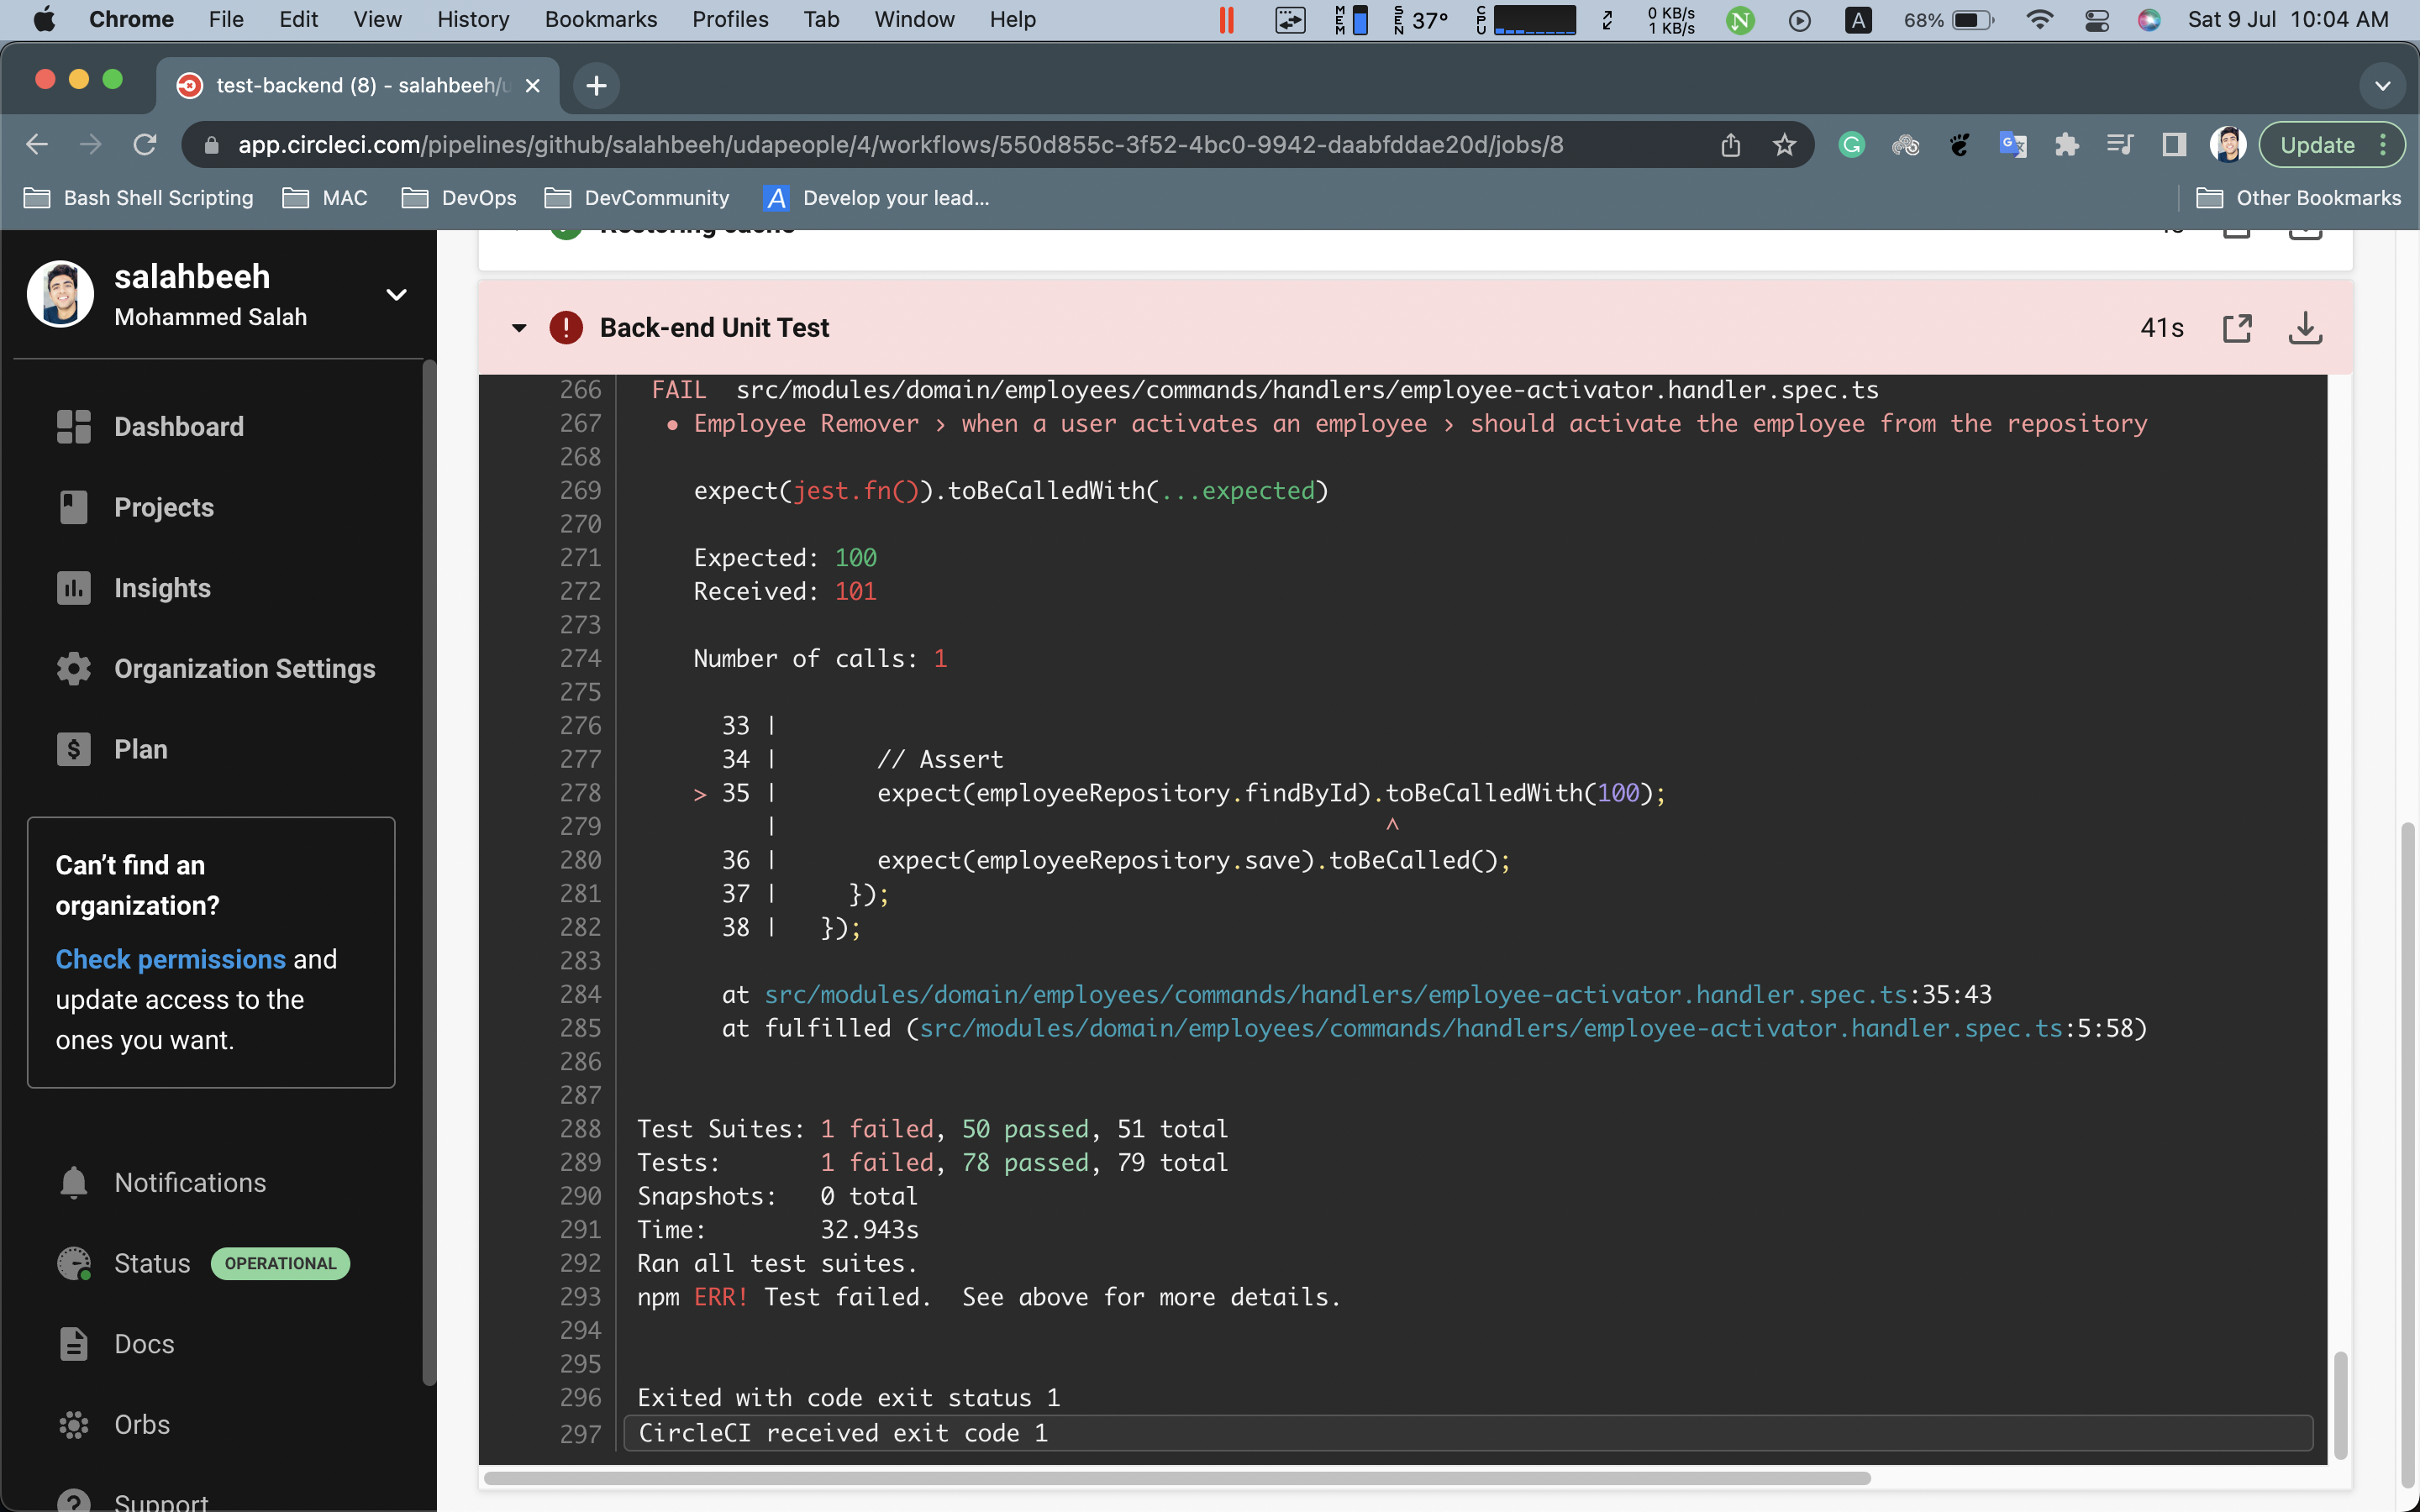 Chrome File Edit View History Bookmarks Profiles Tab Window Help MEM SEN 37° CPU 0 KB/s 1 KB/s N A 68% Sat 9 Jul 10:04 AM
test-backend (8) - salahbeeh/u
app.circleci.com/pipelines/github/salahbeeh/udapeople/4/workflows/550d855c-3f52-4bc0-9942-daabfddae20d/jobs/8 Update
Bash Shell Scripting MAC DevOps DevCommunity A Develop your lead... Other Bookmarks
salahbeeh
Mohammed Salah
Dashboard
Projects
Insights
Organization Settings
Plan
Can’t find an
organization?
Check permissions and
update access to the
ones you want.
Notifications
Status OPERATIONAL
Docs
Orbs
Support
Restoring cache
Back-end Unit Test 41s
266 FAIL src/modules/domain/employees/commands/handlers/employee-activator.handler.spec.ts
267 ● Employee Remover › when a user activates an employee › should activate the employee from the repository
268
269 expect(jest.fn()).toBeCalledWith(...expected)
270
271 Expected: 100
272 Received: 101
273
274 Number of calls: 1
275
276 33 |
277 34 | // Assert
278 > 35 | expect(employeeRepository.findById).toBeCalledWith(100);
279 | ^
280 36 | expect(employeeRepository.save).toBeCalled();
281 37 | });
282 38 | });
283
284 at src/modules/domain/employees/commands/handlers/employee-activator.handler.spec.ts:35:43
285 at fulfilled (src/modules/domain/employees/commands/handlers/employee-activator.handler.spec.ts:5:58)
286
287
288 Test Suites: 1 failed, 50 passed, 51 total
289 Tests: 1 failed, 78 passed, 79 total
290 Snapshots: 0 total
291 Time: 32.943s
292 Ran all test suites.
293 npm ERR! Test failed. See above for more details.
294
295
296 Exited with code exit status 1
297 CircleCI received exit code 1